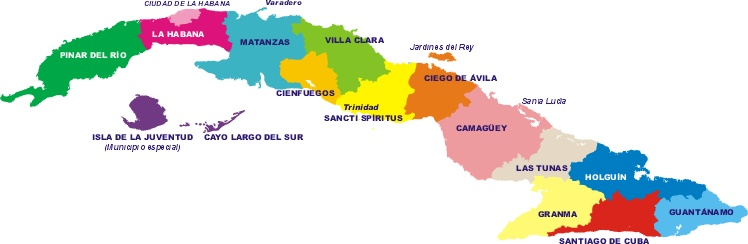 CIUDAD DE LA HABANA
Varadero
LA HABANA
PINAR DEL RÍO
MATANZAS
VILLA CLARA
Jardines del Rey
CIEGO DE ÁVILA
CIENFUEGOS
Trinidad
SANCTI SPÍRITUS
Santa Lucia
CAMAGÜEY
ISLA DE LA JUVENTUD
(Municipio especial)
CAYO LARGO DEL SUR
LAS TUNAS
HOLGUÍN
GRANMA
GUANTÁNAMO
SANTIAGO DE CUBA